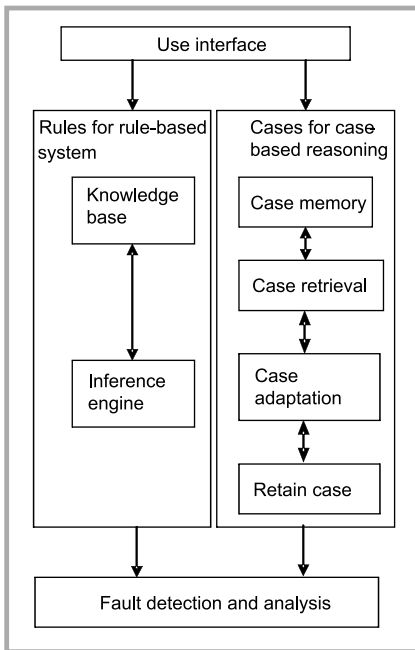 Use interface
Rules for rule-based
system
Knowledge
base
Inference
engine
Cases for case-
based reasoning
Case memory
Case retrieval
Case
adaptation
Retain case
Fault detection and analysis